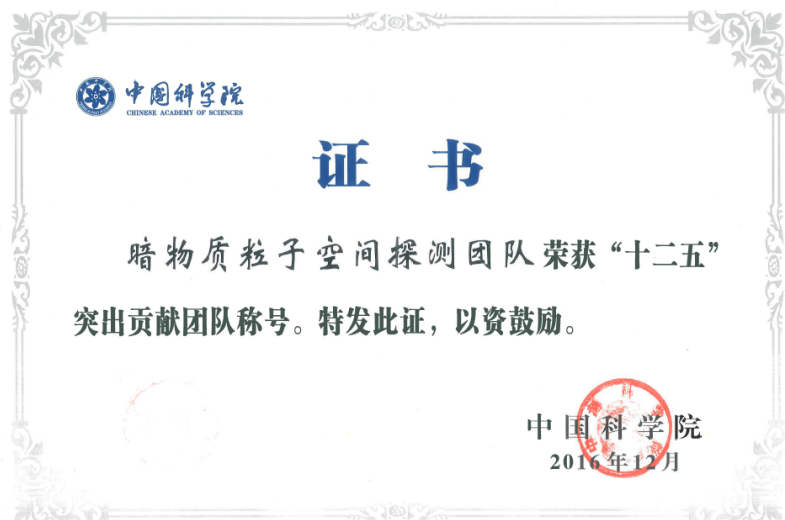 中国科学院
CHINESE ACADEMY OF SCIENCES
证 书
暗物质粒子空间探测团队荣获“十二五”
突出贡献团队称号。特发此证，以资鼓励。
中国科学院
2016年12月